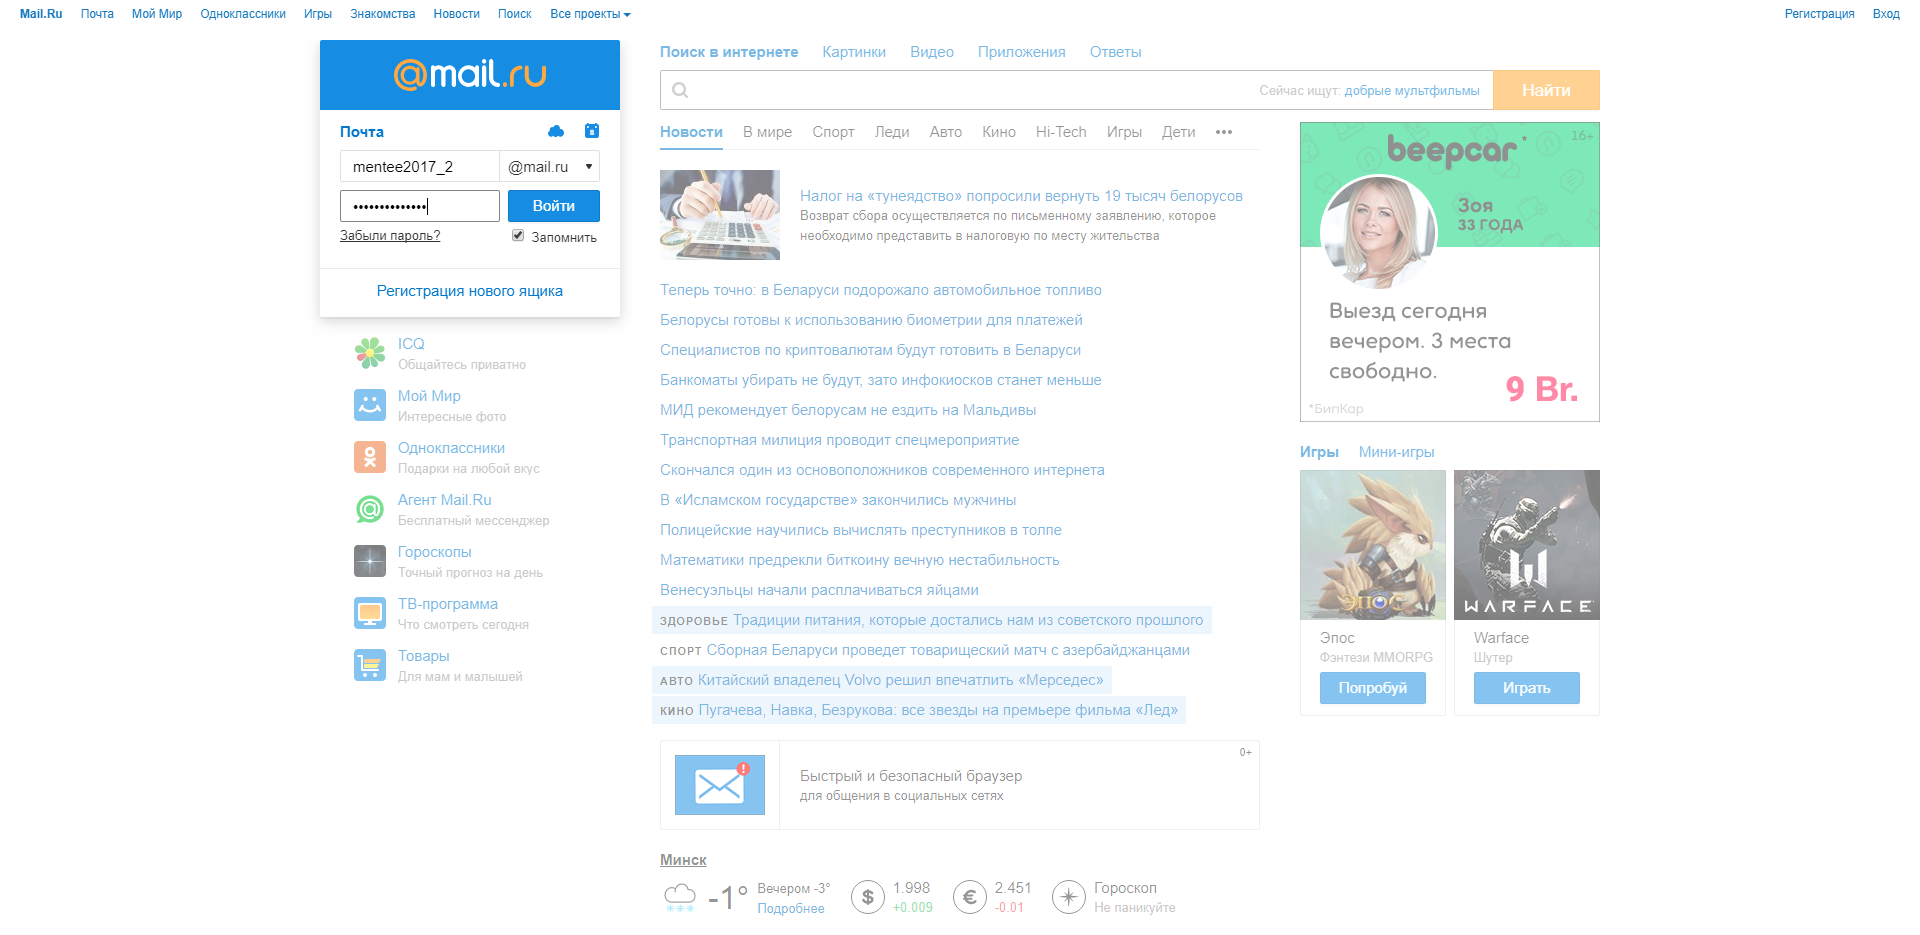 Mail.Ru Почта Мой Мир Одноклассники Игры Знакомства Новости Поиск Все проекты Регистрация Вход
@mail.ru
Почта
mentee2017_2 @mail.ru
•••••••••••••• Войти
Забыли пароль? Запомнить
Регистрация нового ящика
ICQ
Общайтесь приватно
Мой Мир
Интересные фото
Одноклассники
Подарки на любой вкус
Агент Mail.Ru
Бесплатный мессенджер
Гороскопы
Точный прогноз на день
ТВ-программа
Что смотреть сегодня
Товары
Для мам и малышей
Поиск в интернете Картинки Видео Приложения Ответы
Сейчас ищут: добрые мультфильмы Найти
Новости В мире Спорт Леди Авто Кино Hi-Tech Игры Дети •••
Налог на «тунеядство» попросили вернуть 19 тысяч белорусов
Возврат сбора осуществляется по письменному заявлению, которое
необходимо представить в налоговую по месту жительства
Теперь точно: в Беларуси подорожало автомобильное топливо
Белорусы готовы к использованию биометрии для платежей
Специалистов по криптовалютам будут готовить в Беларуси
Банкоматы убирать не будут, зато инфокиосков станет меньше
МИД рекомендует белорусам не ездить на Мальдивы
Транспортная милиция проводит спецмероприятие
Скончался один из основоположников современного интернета
В «Исламском государстве» закончились мужчины
Полицейские научились вычислять преступников в толпе
Математики предрекли биткоину вечную нестабильность
Венесуэльцы начали расплачиваться яйцами
ЗДОРОВЬЕ Традиции питания, которые достались нам из советского прошлого
СПОРТ Сборная Беларуси проведет товарищеский матч с азербайджанцами
АВТО Китайский владелец Volvo решил впечатлить «Мерседес»
КИНО Пугачева, Навка, Безрукова: все звезды на премьере фильма «Лед»
0+
Быстрый и безопасный браузер
для общения в социальных сетях
Минск
-1° Вечером -3°
Подробнее
$ 1.998
+0.009
€ 2.451
-0.01
Гороскоп
Не паникуйте
16+
beepcar*
Зоя
33 ГОДА
Выезд сегодня
вечером. 3 места
свободно.
9 Br.
*БипКар
Игры Мини-игры
ЭПОС
WARFACE
Эпос
Фэнтези MMORPG
Попробуй
Warface
Шутер
Играть